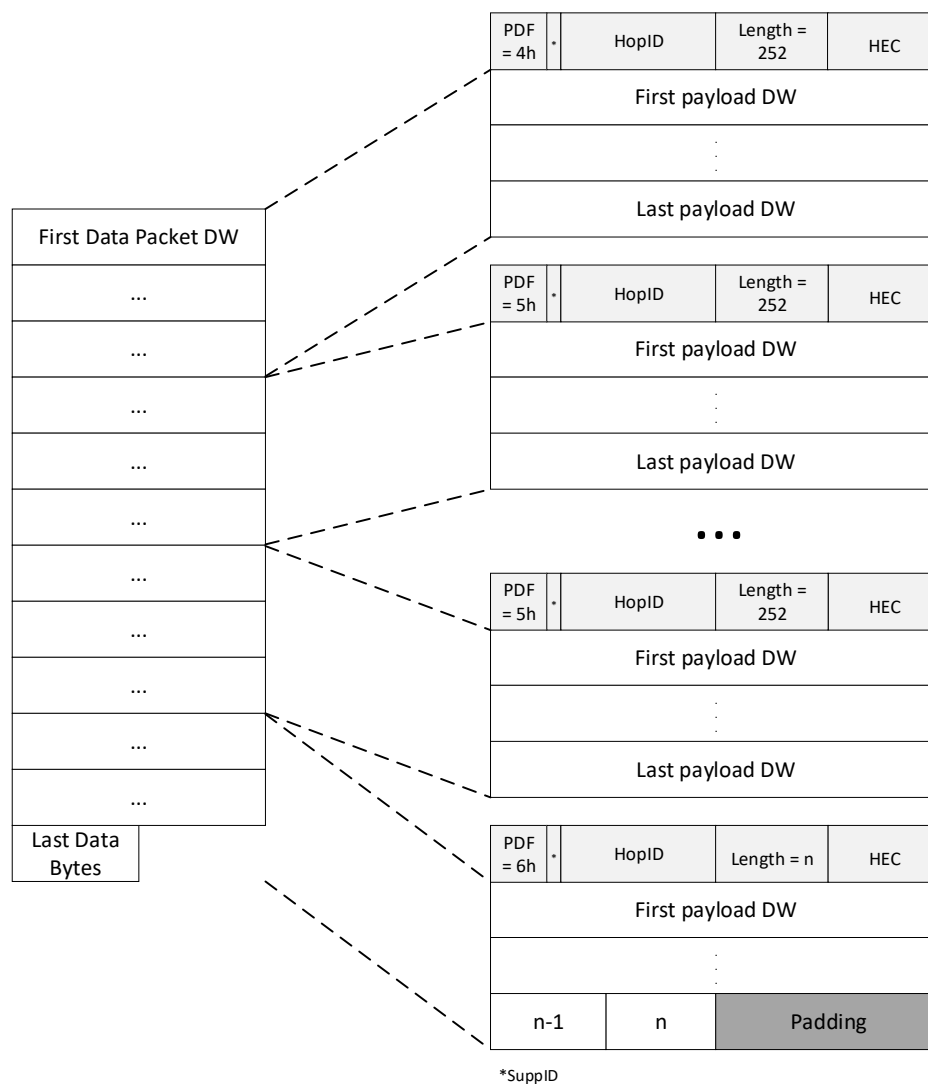 First Data Packet DW
...
...
...
...
...
...
...
...
...
...
Last Data
Bytes
PDF
= 4h
*
HopID
Length =
252
HEC
First payload DW
.
.
.
Last payload DW
PDF
= 5h
*
HopID
Length =
252
HEC
First payload DW
.
.
.
Last payload DW
...
PDF
= 5h
*
HopID
Length =
252
HEC
First payload DW
.
.
.
Last payload DW
PDF
= 6h
*
HopID
Length = n
HEC
First payload DW
.
.
.
n-1
n
Padding
*SuppID